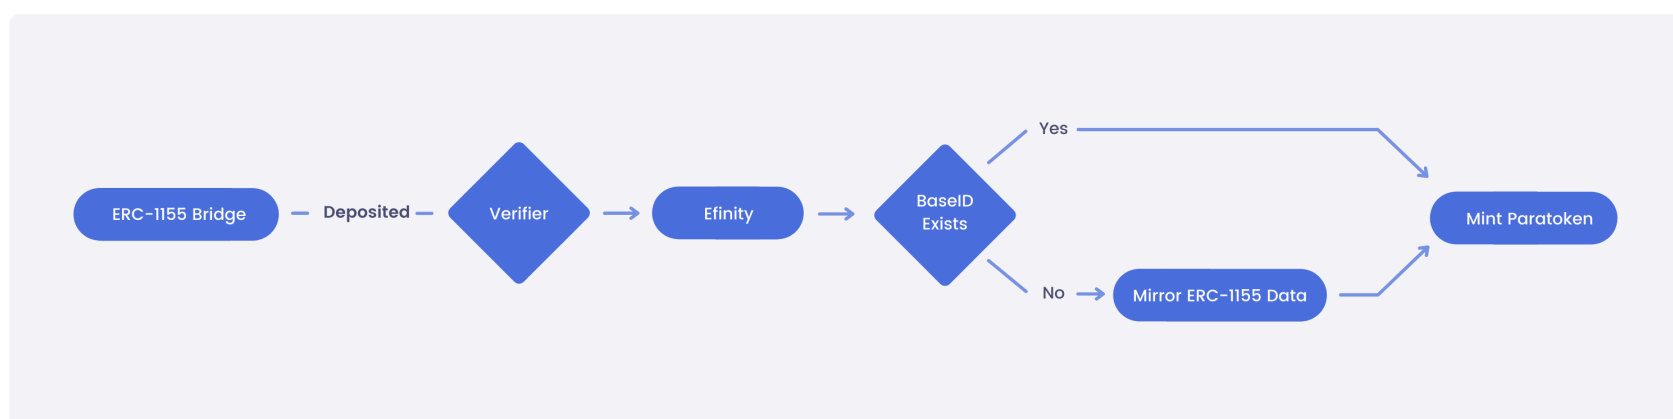 ERC-1155 Bridge
Deposited
Verifier
Efinity
BaseID
Exists
Yes
No
Mirror ERC-1155 Data
Mint Paratoken